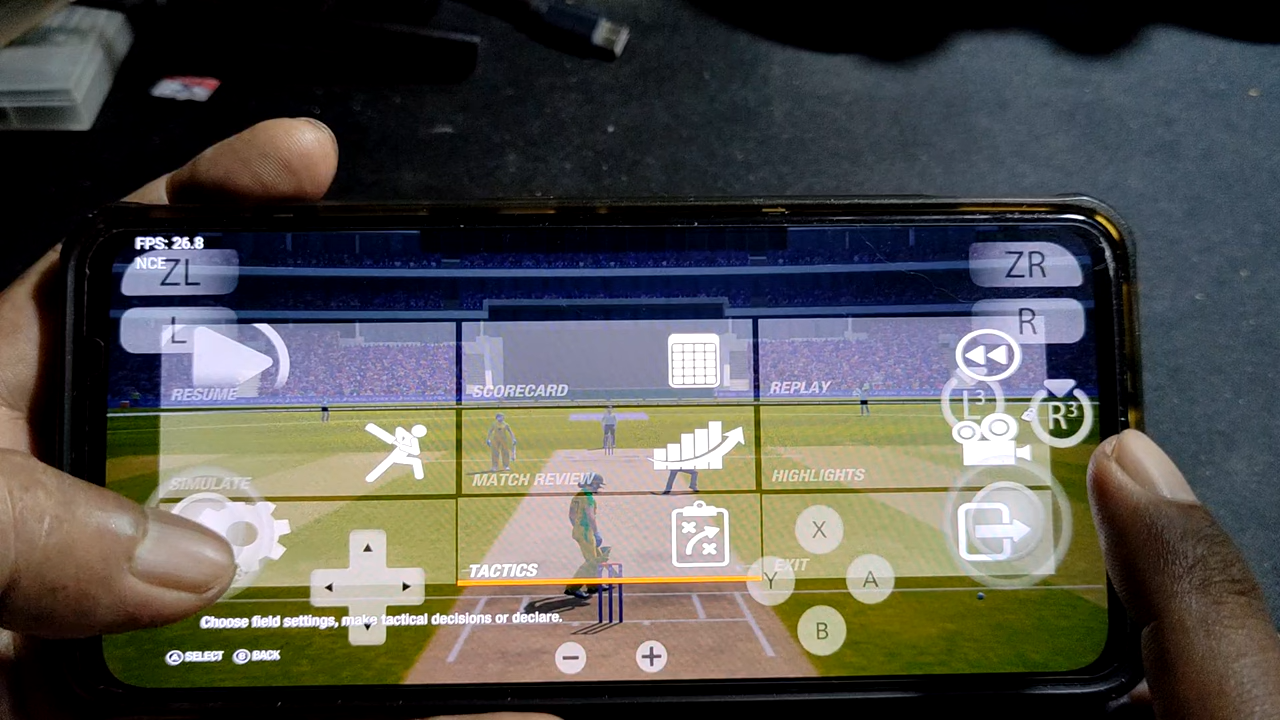 FPS: 26.8
NCE
ZL
ZR
L
R
RESUME
SCORECARD
REPLAY
L3
R3
SIMULATE
MATCH REVIEW
HIGHLIGHTS
X
TACTICS
EXIT
Y
A
B
Choose field settings, make tactical decisions or declare.
A SELECT B BACK